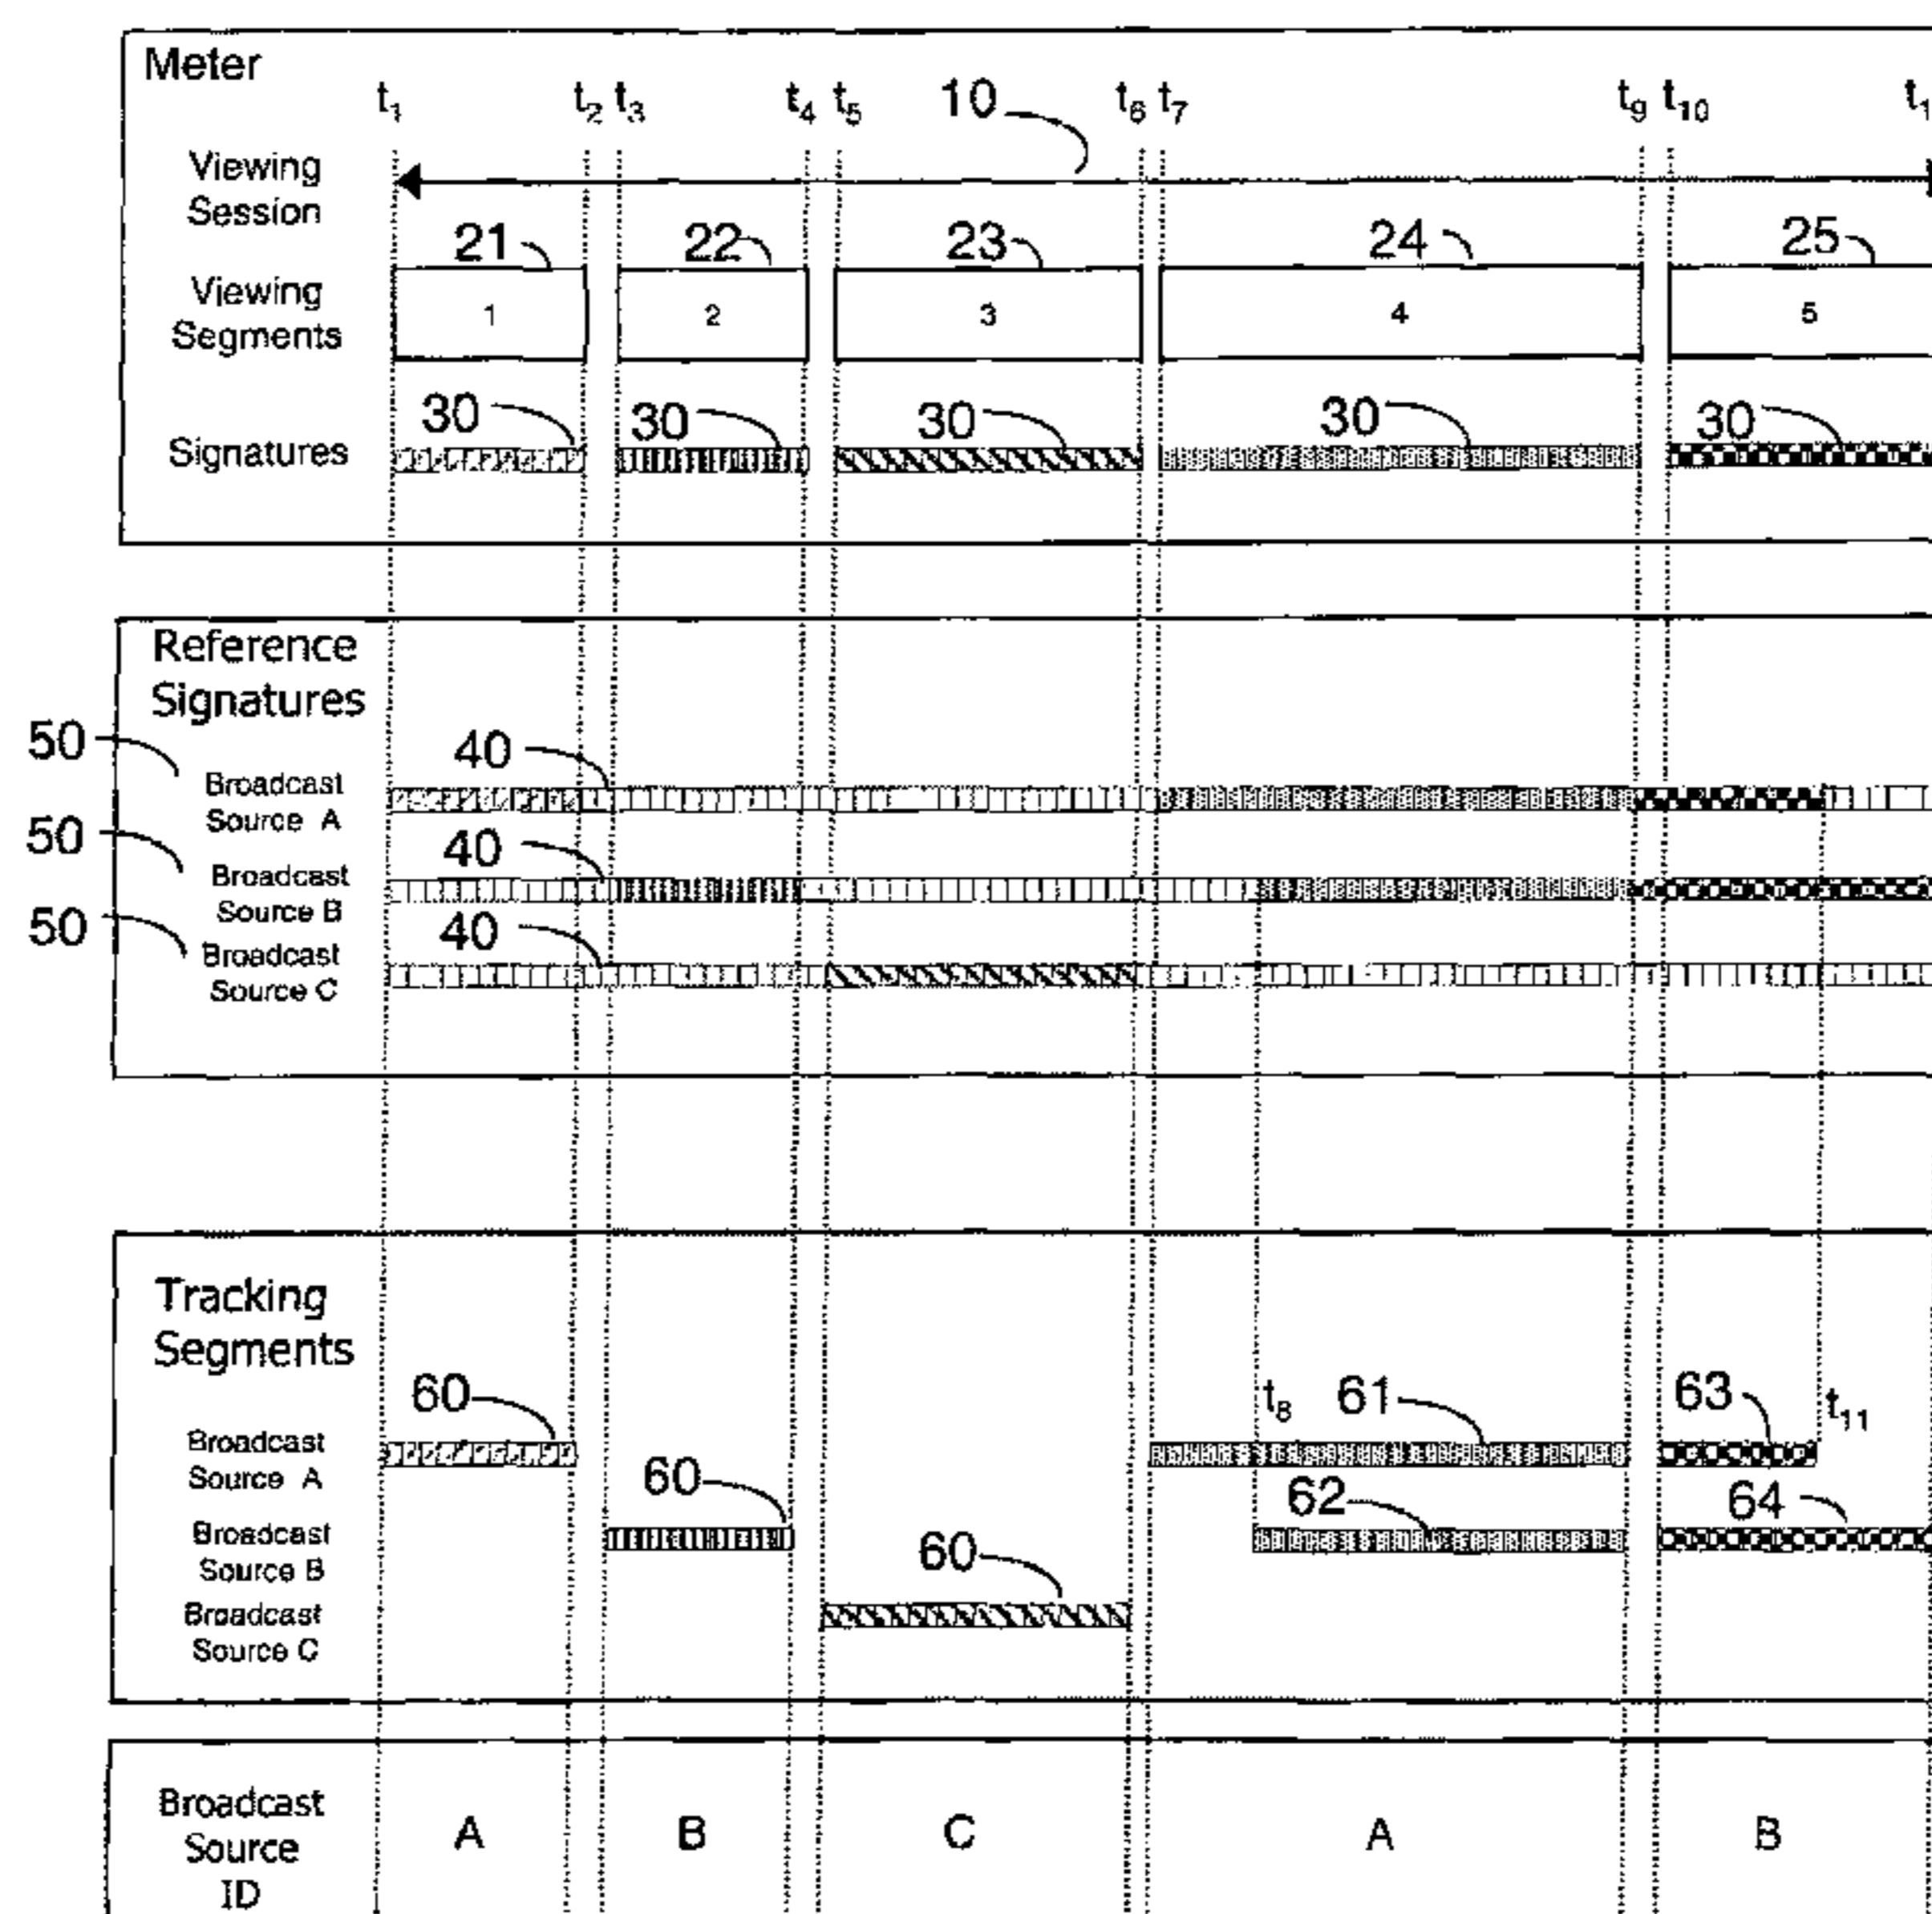 Meter
t1 t2 t3 t4 t5 10 t6 t7 t9 t10
Viewing
Session
21 22 23 24 25
Viewing
Segments
1 2 3 4 5
30 30 30 30 30
Signatures
Reference
Signatures
50
40
Broadcast
Source A
50
40
Broadcast
Source B
50
40
Broadcast
Source C
Tracking
Segments
60 t8 61 63 t11
Broadcast
Source A
60 62 64
Broadcast
Source B
60
Broadcast
Source C
Broadcast
Source
ID
A B C A B